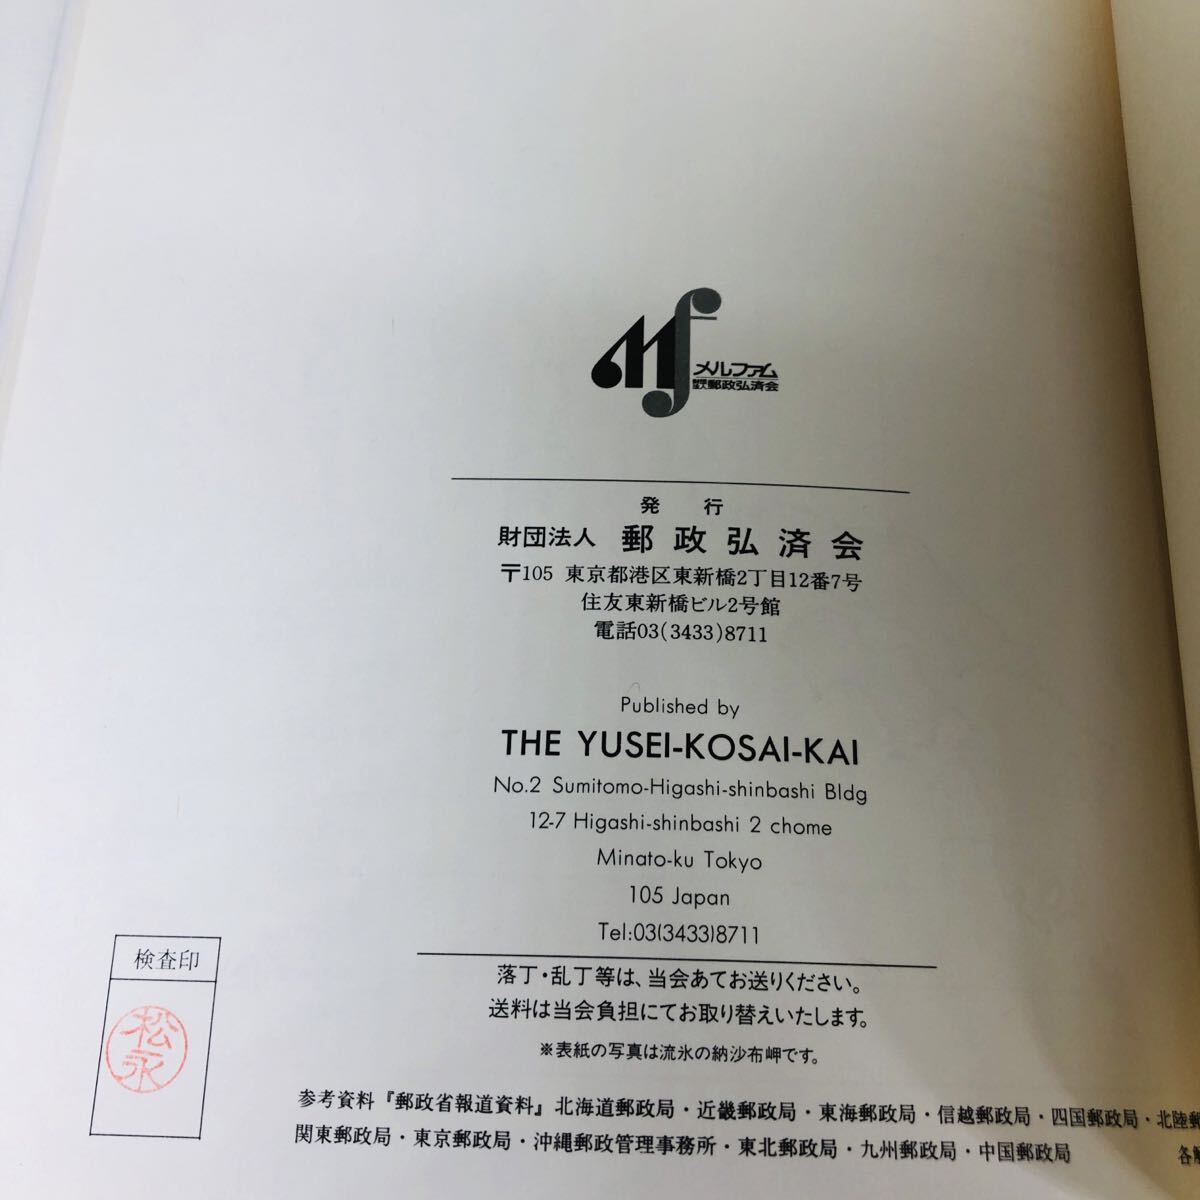 メルファム
郵政弘済会
発行
財団法人 郵政弘済会
〒105 東京都港区東新橋2丁目12番7号
住友東新橋ビル2号館
電話03(3433)8711
Published by
THE YUSEI-KOSAI-KAI
No.2 Sumitomo-Higashi-shinbashi Bldg
12-7 Higashi-shinbashi 2 chome
Minato-ku Tokyo
105 Japan
Tel:03(3433)8711
落丁・乱丁等は、当会あてお送りください。
送料は当会負担にてお取り替えいたします。
※表紙の写真は流氷の納沙布岬です。
検査印
松永
参考資料『郵政省報道資料』北海道郵政局・近畿郵政局・東海郵政局・信越郵政局・四国郵政局・北陸郵
関東郵政局・東京郵政局・沖縄郵政管理事務所・東北郵政局・九州郵政局・中国郵政局 各